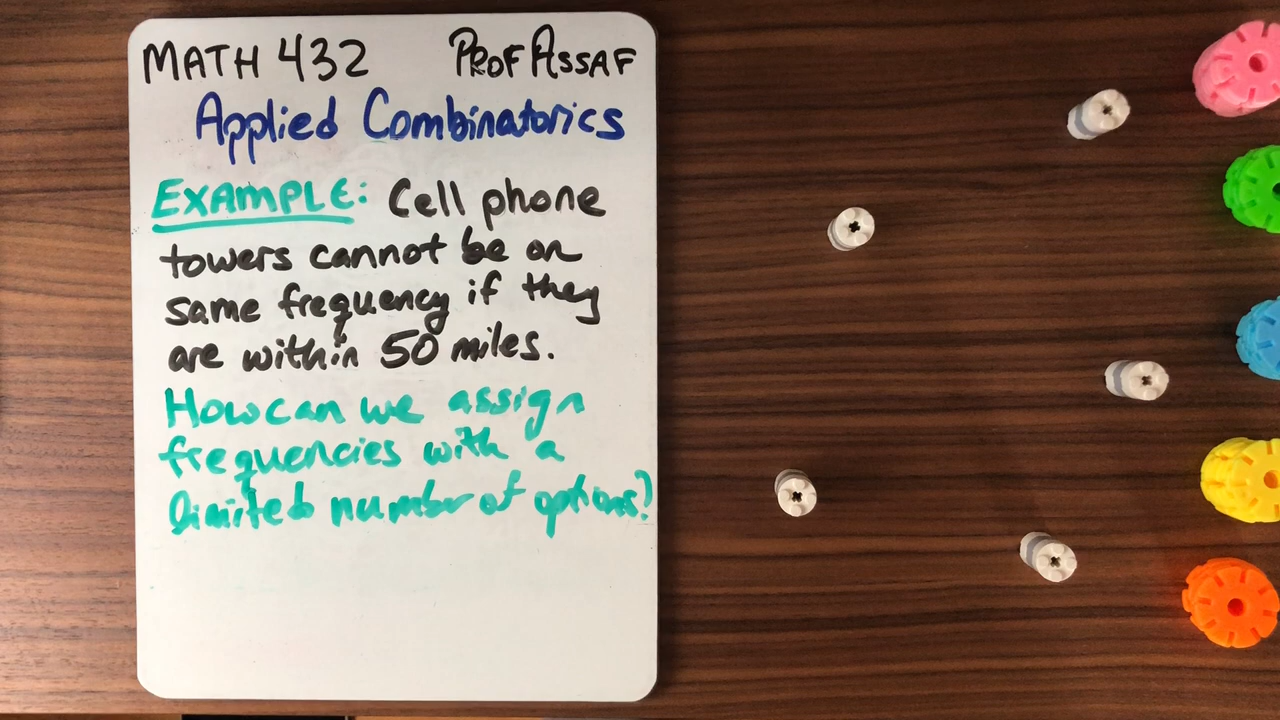 MATH 432 PROF ASSAF
Applied Combinatorics
EXAMPLE: Cell phone
towers cannot be on
same frequency if they
are within 50 miles.
How can we assign
frequencies with a
limited number of options?